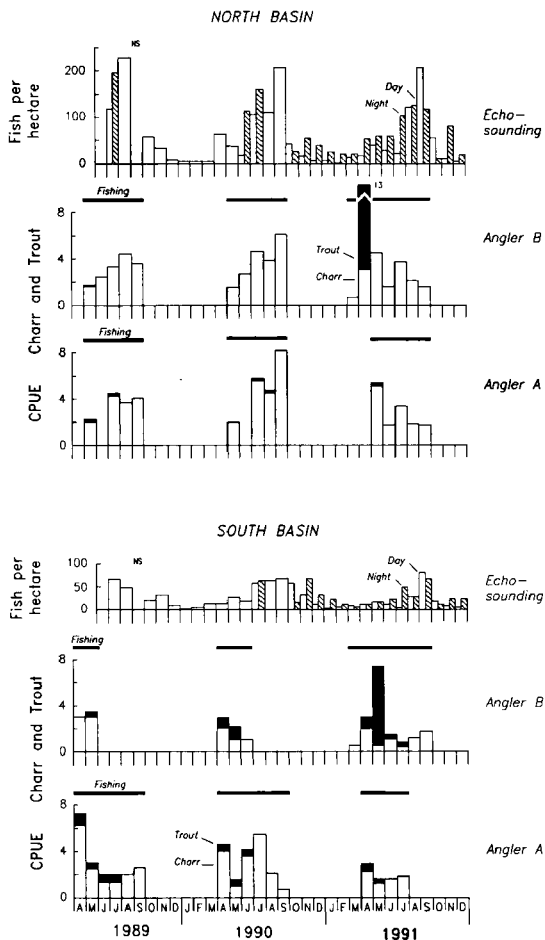 NORTH BASIN
NS
Fish per
hectare
200
100
0
Day
Night
Echo-
sounding
Fishing
13
8
4
0
Trout
Charr
Angler B
Charr and Trout
Fishing
8
4
0
CPUE
Angler A
SOUTH BASIN
Fish per
hectare
100
50
0
NS
Day
Night
Echo-
sounding
Fishing
8
4
0
Angler B
Charr and Trout
Fishing
8
4
0
Trout
Charr
CPUE
Angler A
A M J J A S O N D J F M A M J J A S O N D J F M A M J J A S O N D
1989 1990 1991